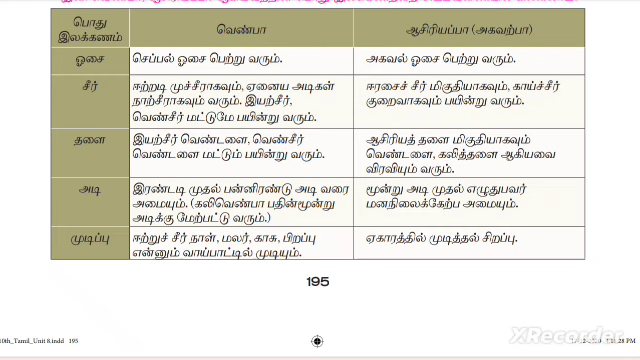 பொது இலக்கணம் வெண்பா ஆசிரியப்பா (அகவற்பா)
ஓசை செப்பல் ஓசை பெற்று வரும். அகவல் ஓசை பெற்று வரும்.
சீர் ஈற்றடி முச்சீராகவும், ஏனைய அடிகள் ஈரசைச் சீர் மிகுதியாகவும், காய்ச்சீர்
நாற்சீராகவும் வரும். இயற்சீர், குறைவாகவும் பயின்று வரும்.
வெண்சீர் மட்டுமே பயின்று வரும்.
தளை இயற்சீர் வெண்டளை, வெண்சீர் ஆசிரியத் தளை மிகுதியாகவும்
வெண்டளை மட்டும் பயின்று வரும். வெண்டளை, கலித்தளை ஆகியவை
விரவியும் வரும்.
அடி இரண்டடி முதல் பன்னிரண்டு அடி வரை மூன்று அடி முதல் எழுதுபவர்
அமையும். (கலிவெண்பா பதின்மூன்று மனநிலைக்கேற்ப அமையும்.
அடிக்கு மேற்பட்டு வரும்.)
முடிப்பு ஈற்றுச் சீர் நாள், மலர், காசு, பிறப்பு ஏகாரத்தில் முடித்தல் சிறப்பு.
என்னும் வாய்பாட்டில் முடியும்.
195
10th_Tamil_Unit 8.indd 195
XRecorder